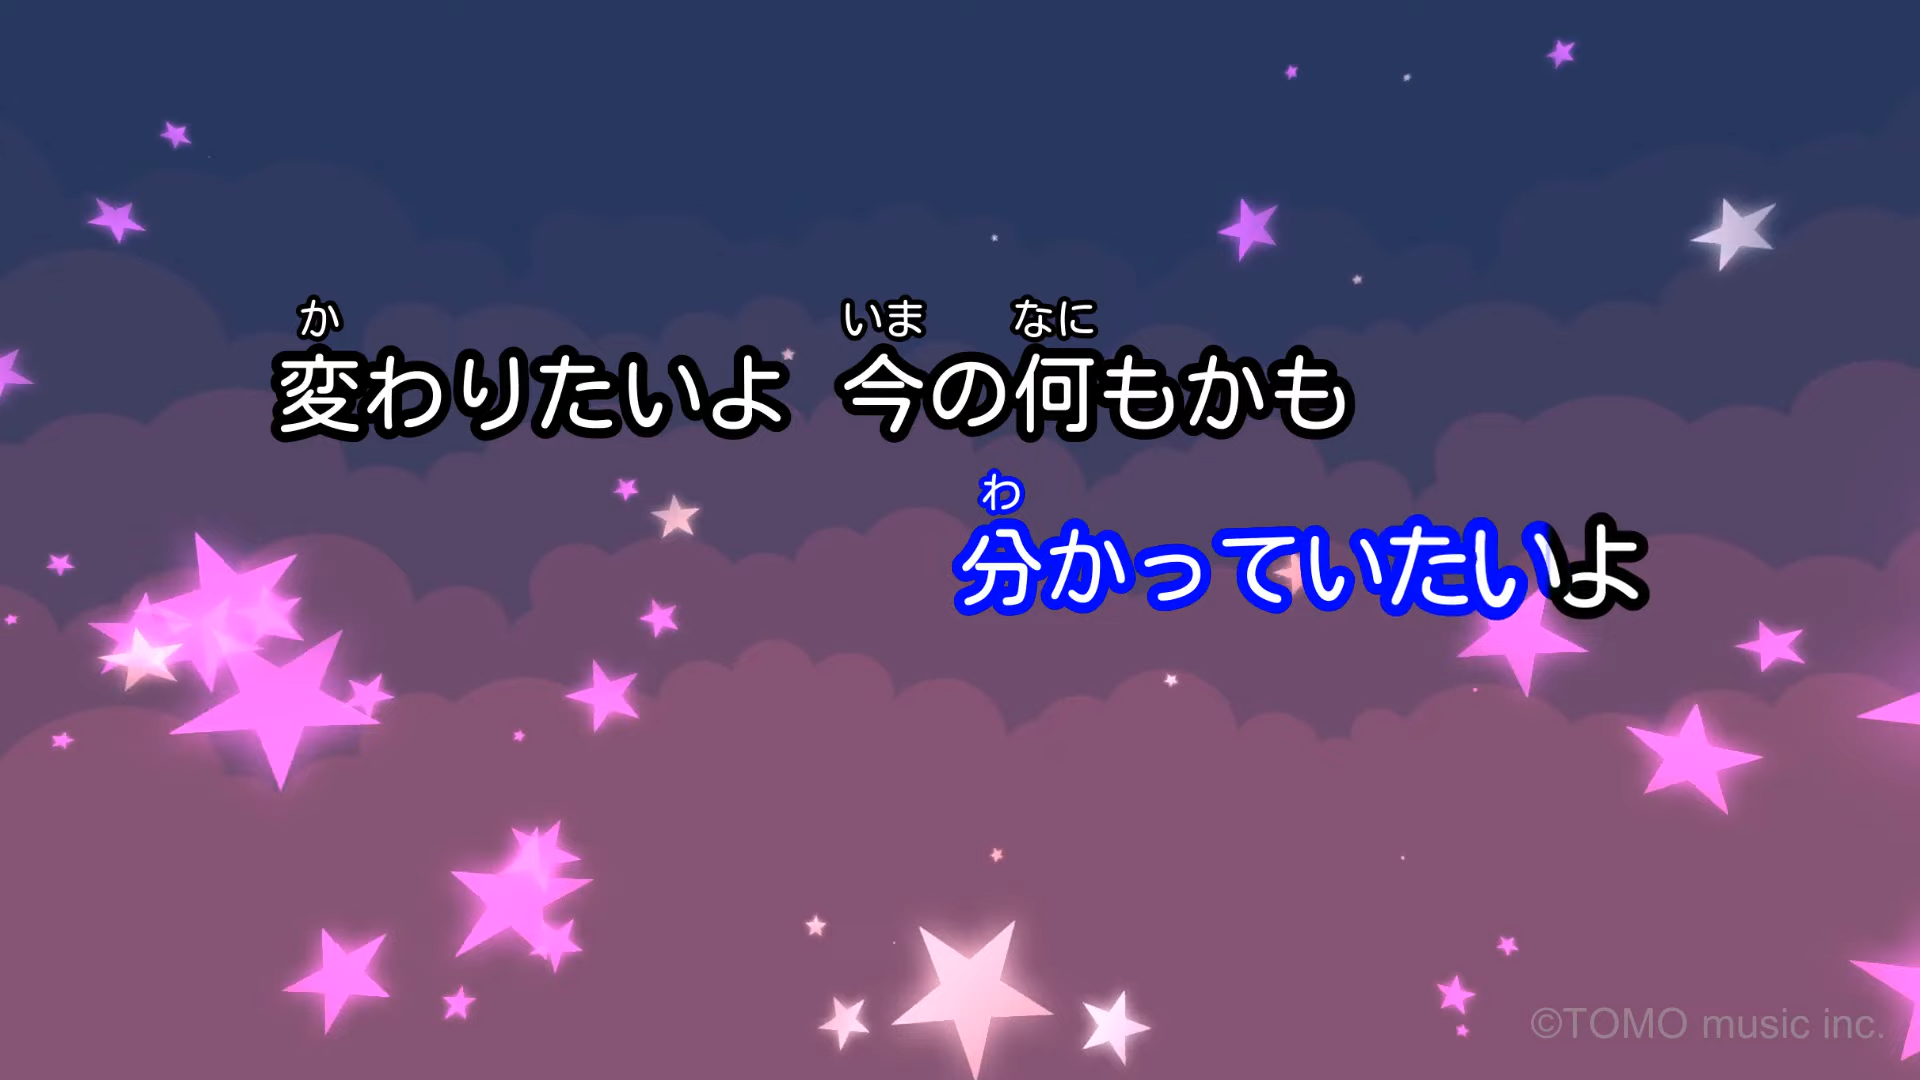 か いま なに
変わりたいよ 今の何もかも
わ
分かっていたいよ
©TOMO music inc.